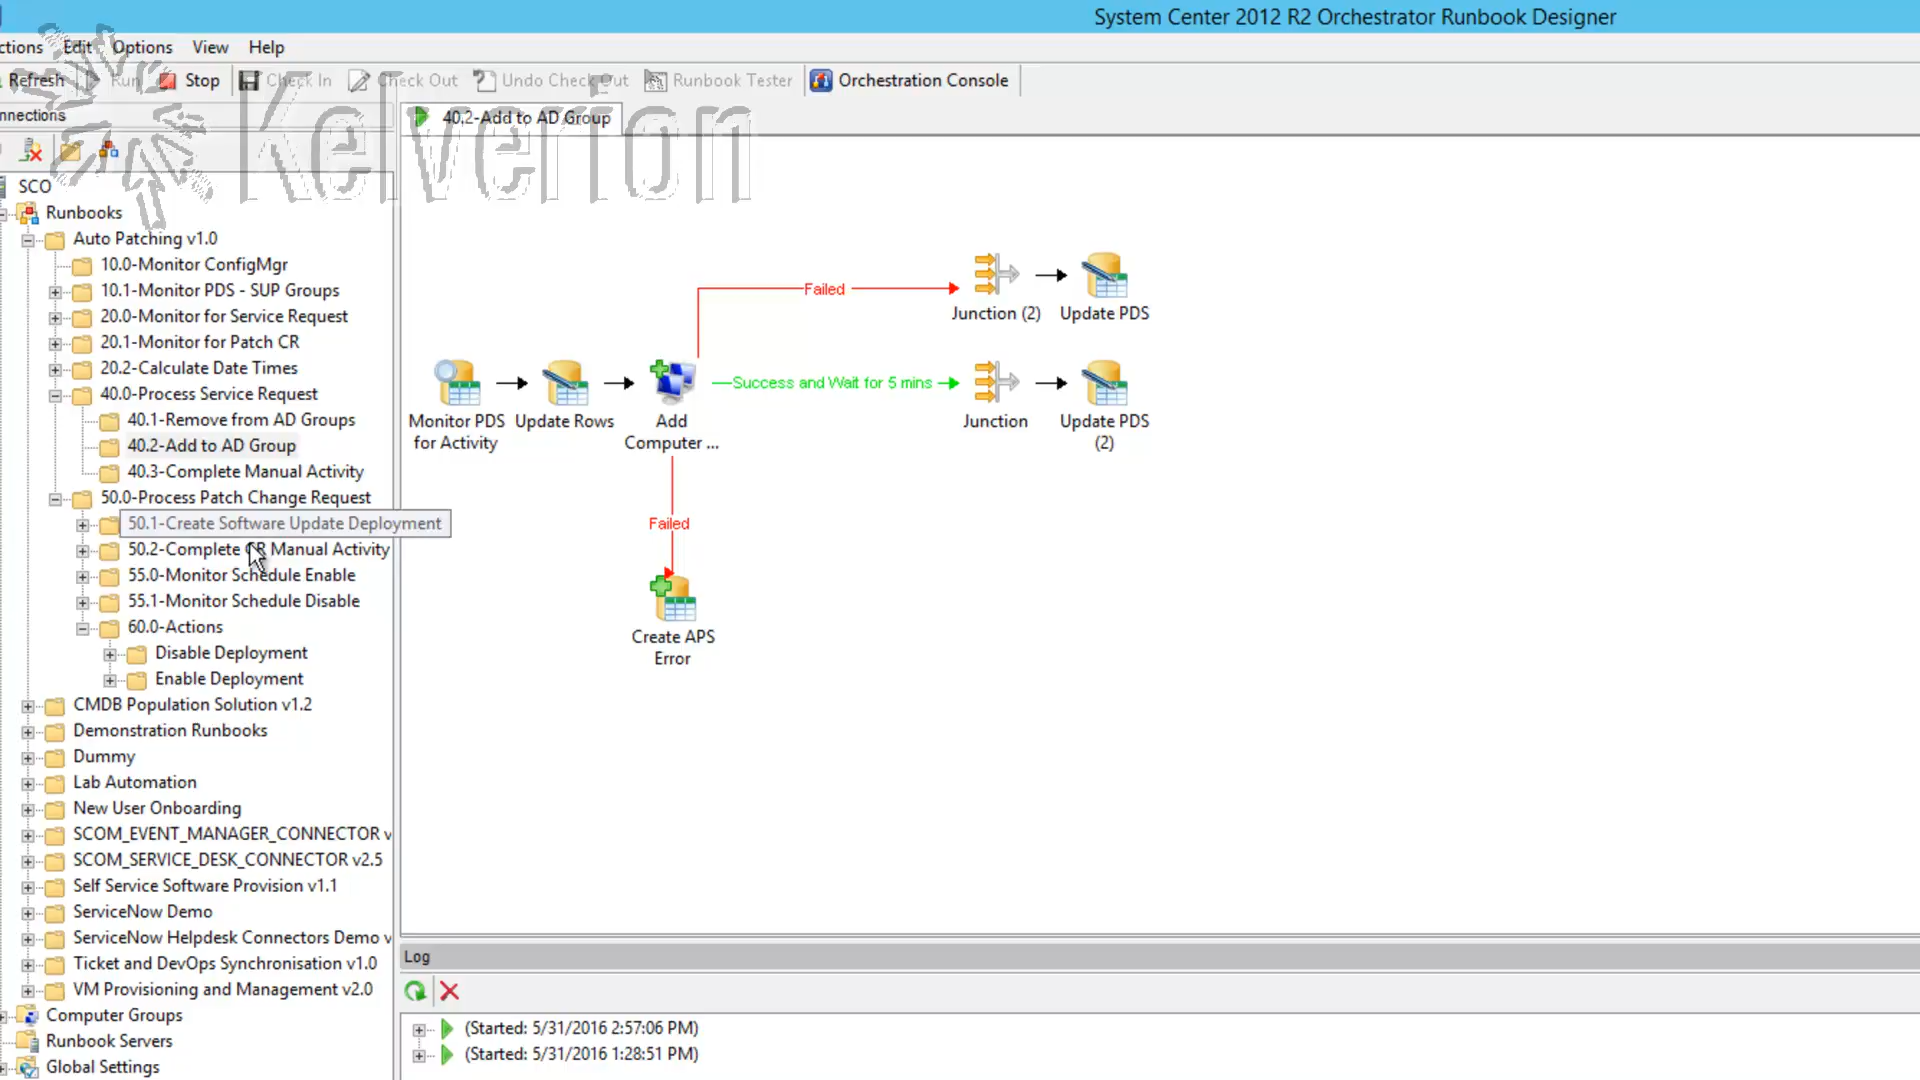 System Center 2012 R2 Orchestrator Runbook Designer
ctions Edit Options View Help
Refresh Run Stop Check In Check Out Undo Check Out Runbook Tester Orchestration Console
nnections
40.2-Add to AD Group
Kelverion
SCO
Runbooks
Auto Patching v1.0
10.0-Monitor ConfigMgr
10.1-Monitor PDS - SUP Groups
20.0-Monitor for Service Request
20.1-Monitor for Patch CR
20.2-Calculate Date Times
40.0-Process Service Request
40.1-Remove from AD Groups
40.2-Add to AD Group
40.3-Complete Manual Activity
50.0-Process Patch Change Request
50.1-Create Software Update Deployment
50.2-Complete CR Manual Activity
55.0-Monitor Schedule Enable
55.1-Monitor Schedule Disable
60.0-Actions
Disable Deployment
Enable Deployment
CMDB Population Solution v1.2
Demonstration Runbooks
Dummy
Lab Automation
New User Onboarding
SCOM_EVENT_MANAGER_CONNECTOR v
SCOM_SERVICE_DESK_CONNECTOR v2.5
Self Service Software Provision v1.1
ServiceNow Demo
ServiceNow Helpdesk Connectors Demo v
Ticket and DevOps Synchronisation v1.0
VM Provisioning and Management v2.0
Computer Groups
Runbook Servers
Global Settings
Failed
Junction (2)
Update PDS
Monitor PDS
for Activity
Update Rows
Add
Computer ...
Success and Wait for 5 mins
Junction
Update PDS
(2)
Failed
Create APS
Error
Log
(Started: 5/31/2016 2:57:06 PM)
(Started: 5/31/2016 1:28:51 PM)